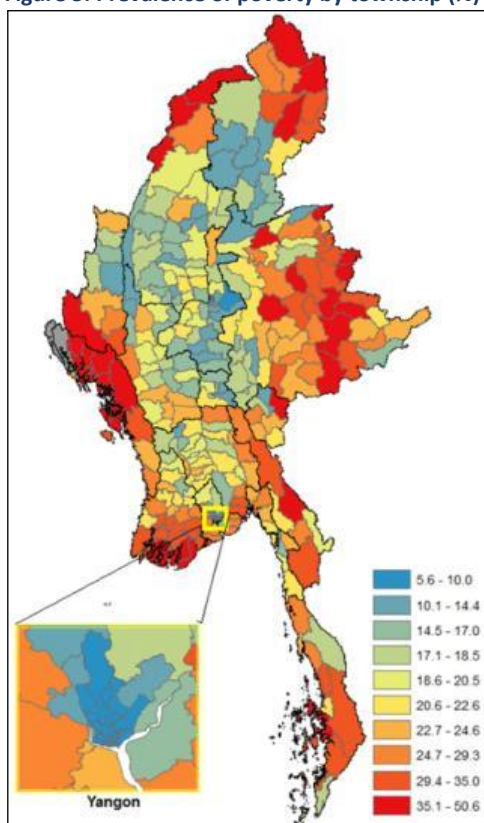 Figure Prevalence of poverty by township (%)
5.6 - 10.0
10.1 - 14.4
14.5 - 17.0
17.1 - 18.5
18.6 - 20.5
20.6 - 22.6
22.7 - 24.6
24.7 - 29.3
29.4 - 35.0
35.1 - 50.6
Yangon